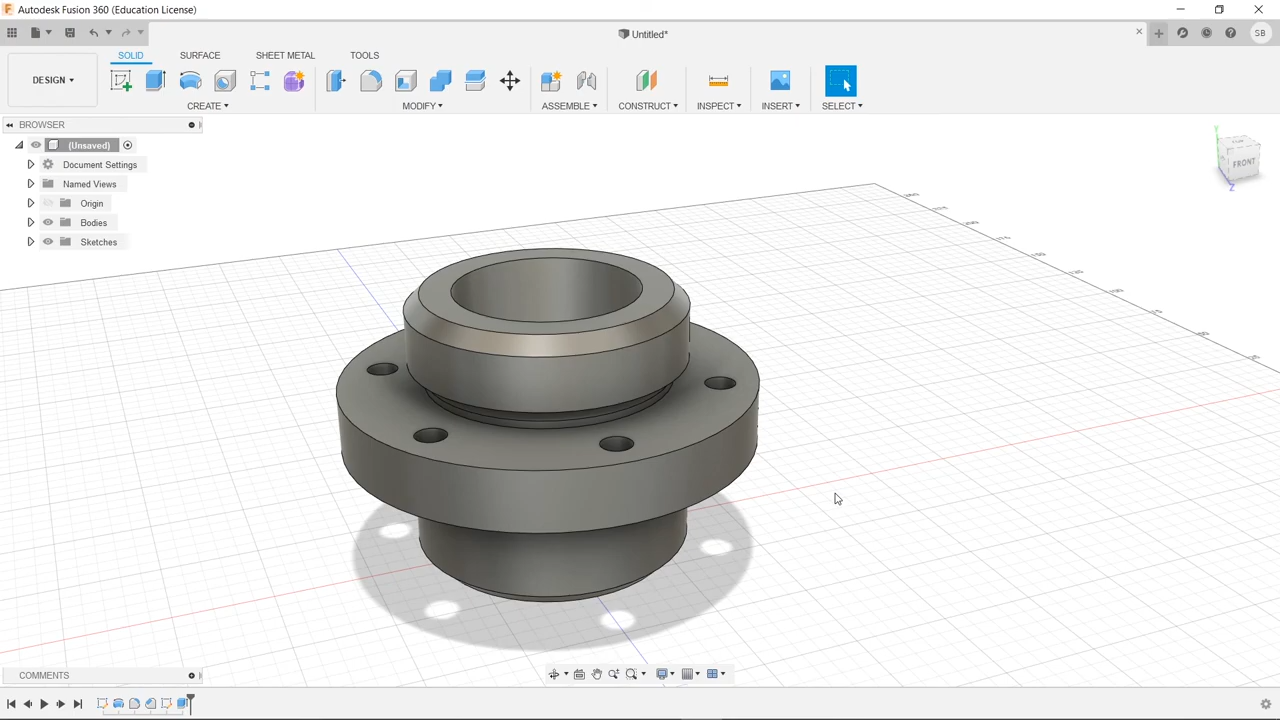 Autodesk Fusion 360 (Education License)
Untitled*
SB
SOLID SURFACE SHEET METAL TOOLS
DESIGN
CREATE MODIFY ASSEMBLE CONSTRUCT INSPECT INSERT SELECT
BROWSER
(Unsaved)
Document Settings
Named Views
Origin
Bodies
Sketches
FRONT
Z
COMMENTS